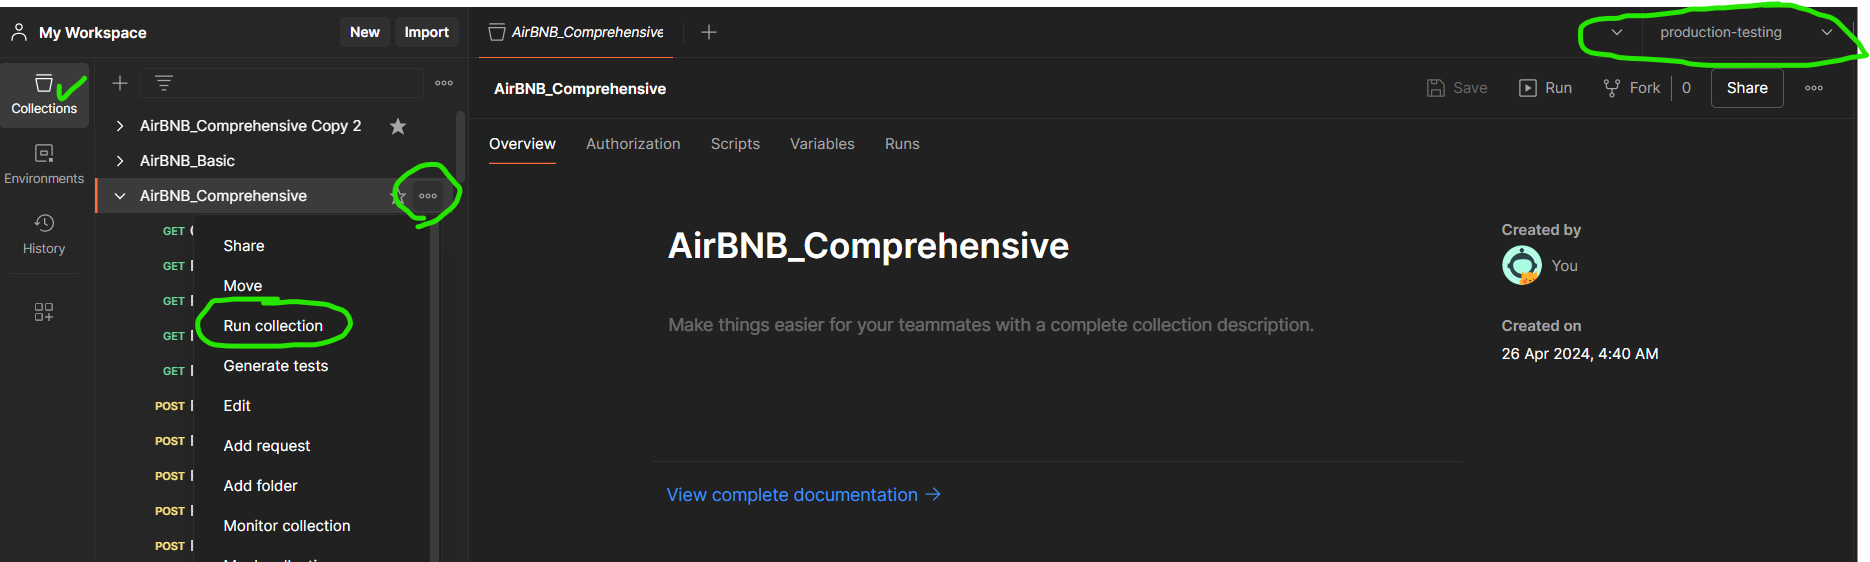 My Workspace
New
Import
AirBNB_Comprehensive
production-testing
Collections
Environments
History
AirBNB_Comprehensive Copy 2
AirBNB_Basic
AirBNB_Comprehensive
GET
GET
GET
GET
GET
POST
POST
POST
POST
POST
Share
Move
Run collection
Generate tests
Edit
Add request
Add folder
Monitor collection
AirBNB_Comprehensive
Save
Run
Fork
0
Share
Overview
Authorization
Scripts
Variables
Runs
AirBNB_Comprehensive
Make things easier for your teammates with a complete collection description.
View complete documentation →
Created by
You
Created on
26 Apr 2024, 4:40 AM